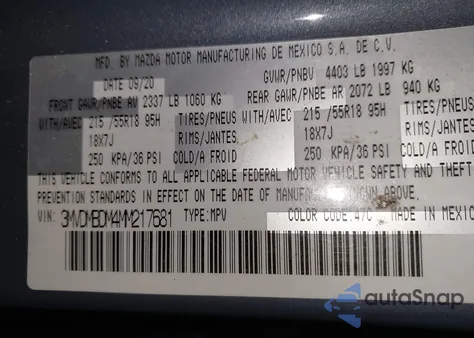 MFD. BY MAZDA MOTOR MANUFACTURING DE MEXICO S.A. DE C.V.
DATE 09/20 GVWR/PNBV 4403 LB 1997 KG
FRONT GAWR/PNBE AV 2337 LB 1060 KG REAR GAWR/PNBE AR 2072 LB 940 KG
WITH/AVEC 215 /55R18 95H TIRES/PNEUS WITH/AVEC 215 /55R18 95H TIRES/PNEUS
18X7J RIMS/JANTES 18X7J RIMS/JANTES
250 KPA/36 PSI COLD/A FROID 250 KPA/36 PSI COLD/A FROID
THIS VEHICLE CONFORMS TO ALL APPLICABLE FEDERAL MOTOR VEHICLE SAFETY AND THEFT
PREVENTION STANDARDS IN EFFECT ON THE DATE OF MANUFACTURE SHOWN ABOVE.
VIN: 3MVDMBDM4MM217681 TYPE: MPV COLOR CODE: 47C MADE IN MEXICO
autoSnap